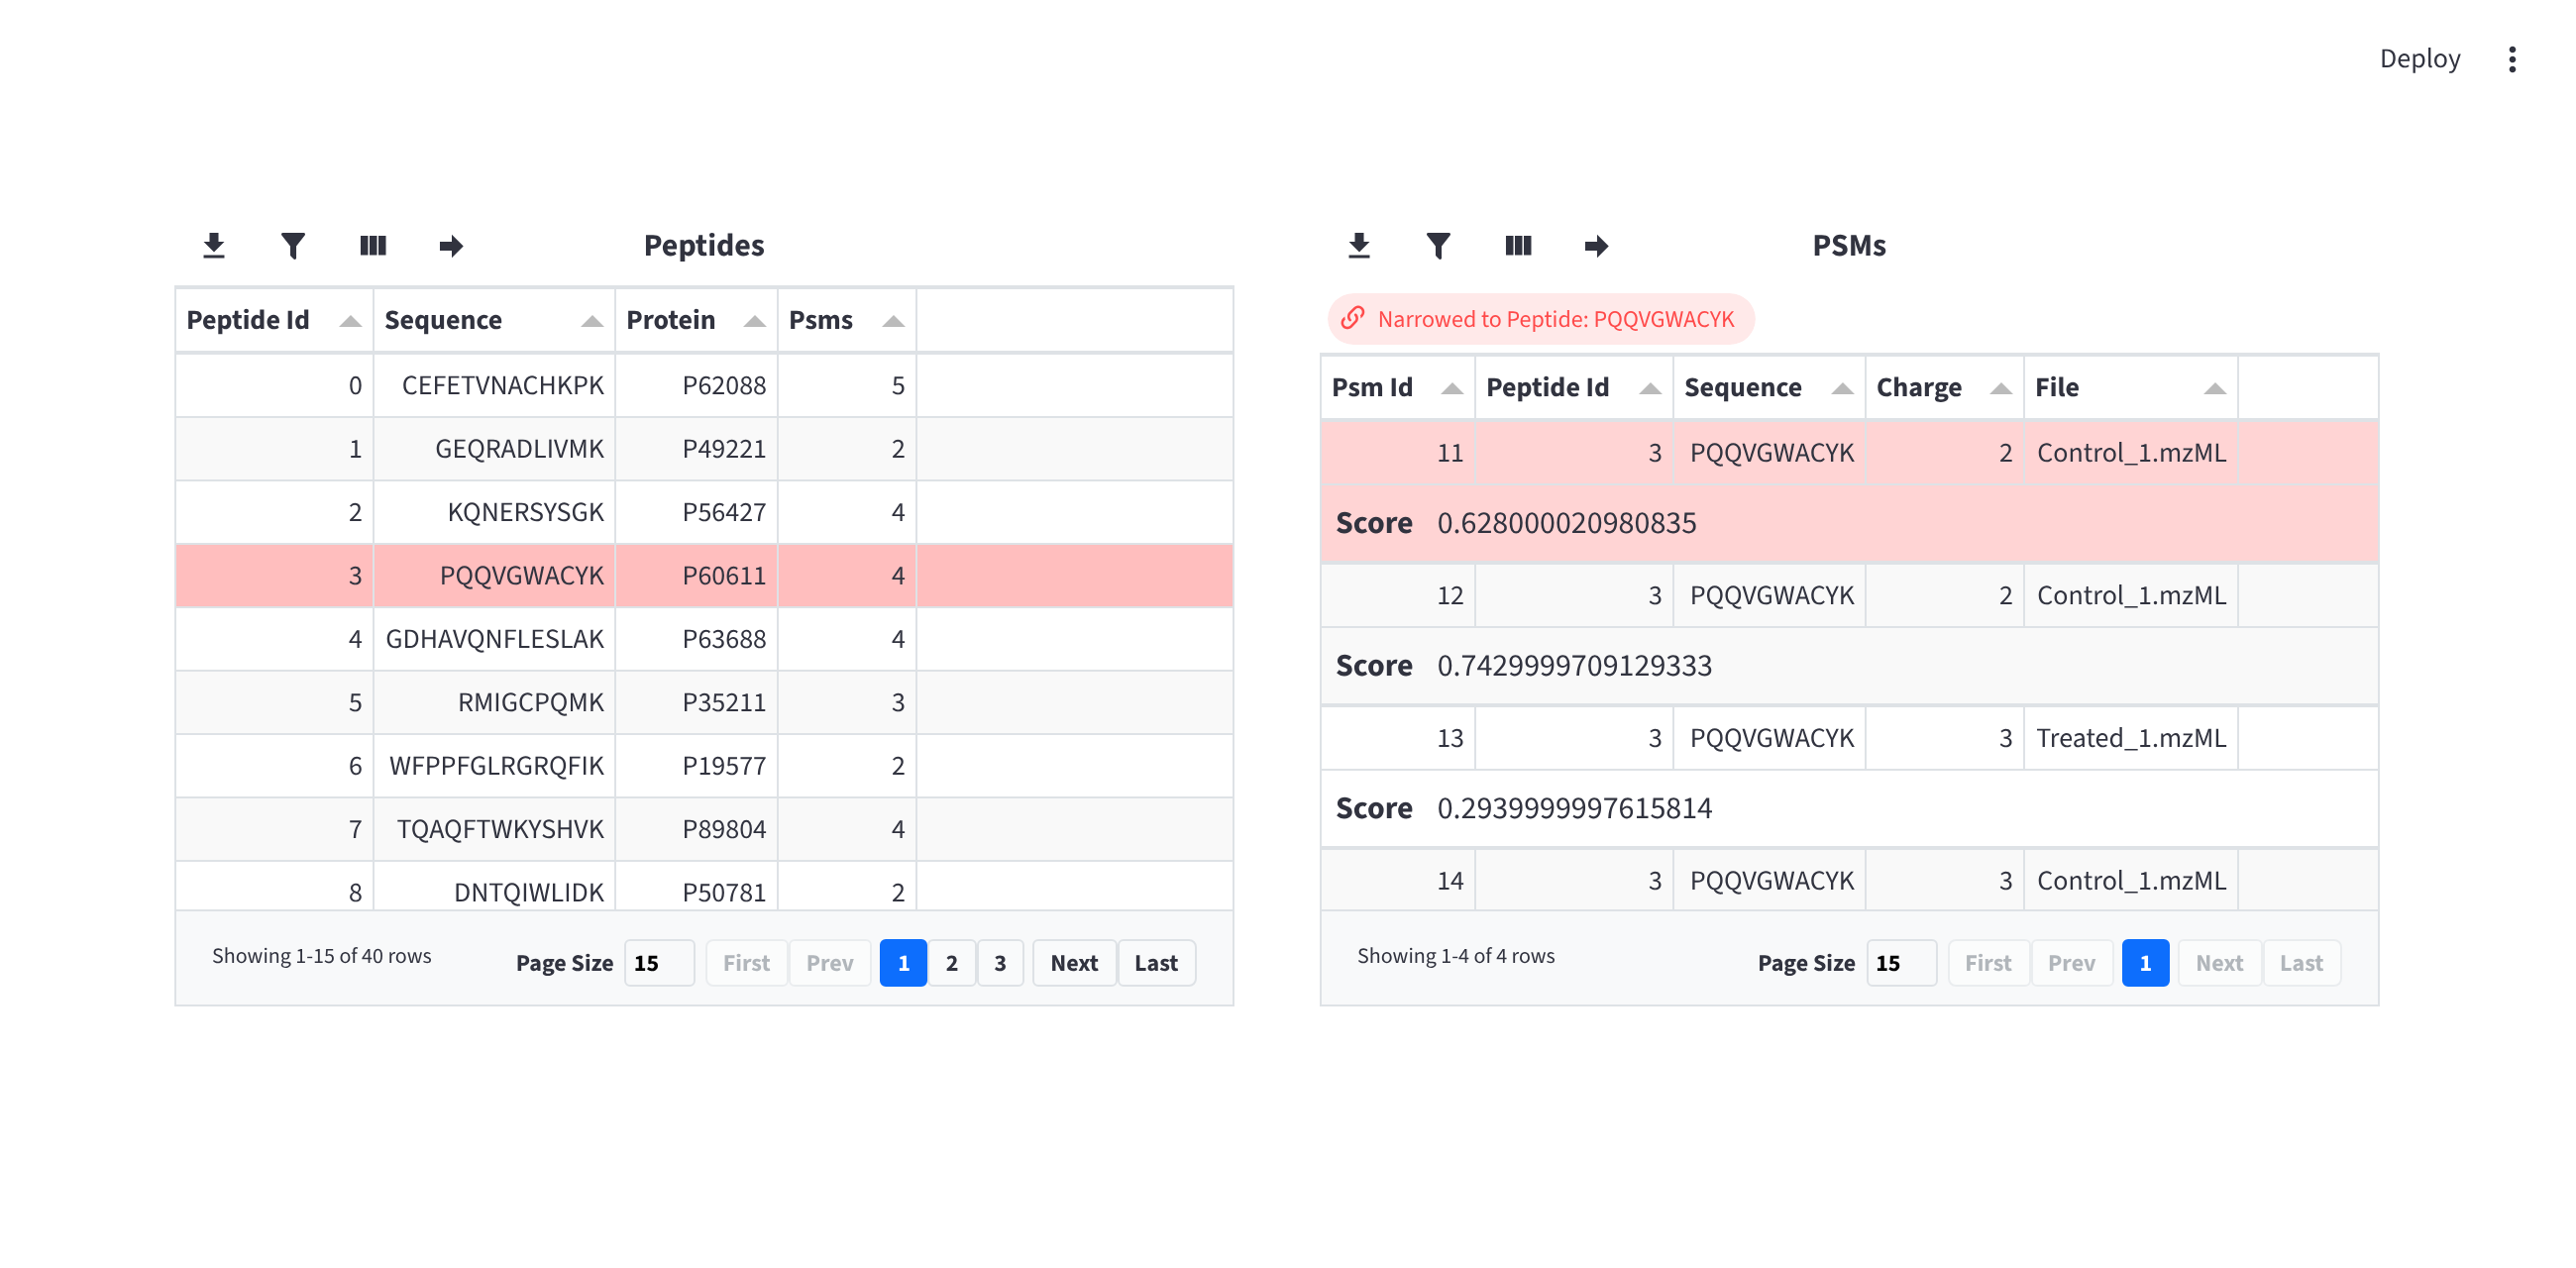 Deploy
Peptides
Peptide Id Sequence Protein Psms
0 CEFETVNACHKPK P62088 5
1 GEQRADLIVMK P49221 2
2 KQNERSYSGK P56427 4
3 PQQVGWACYK P60611 4
4 GDHAVQNFLESLAK P63688 4
5 RMIGCPQMK P35211 3
6 WFPPFGLRGRQFIK P19577 2
7 TQAQFTWKYSHVK P89804 4
8 DNTQIWLIDK P50781 2
Showing 1-15 of 40 rows Page Size 15 First Prev 1 2 3 Next Last
PSMs
Narrowed to Peptide: PQQVGWACYK
Psm Id Peptide Id Sequence Charge File
11 3 PQQVGWACYK 2 Control_1.mzML
Score 0.628000020980835
12 3 PQQVGWACYK 2 Control_1.mzML
Score 0.7429999709129333
13 3 PQQVGWACYK 3 Treated_1.mzML
Score 0.2939999997615814
14 3 PQQVGWACYK 3 Control_1.mzML
Showing 1-4 of 4 rows Page Size 15 First Prev 1 Next Last